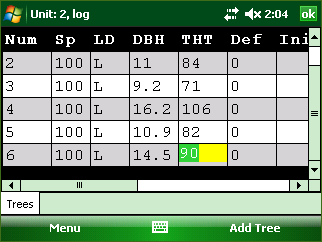 Unit: 2, log 2:04 ok
Num Sp LD DBH THT Def Ini
2 100 L 11 84 0
3 100 L 9.2 71 0
4 100 L 16.2 106 0
5 100 L 10.9 82 0
6 100 L 14.5 90 0
Trees
Menu Add Tree